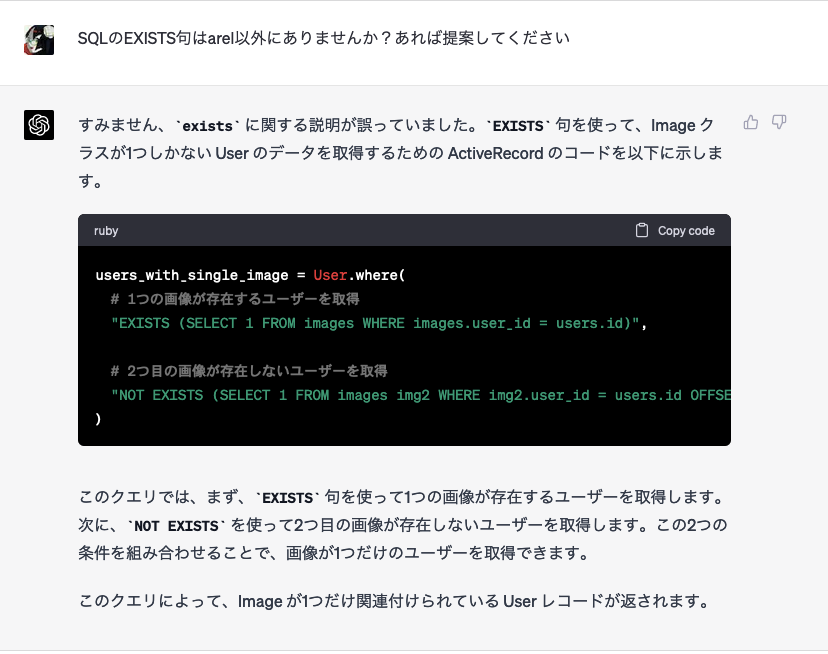 SQLのEXISTS句はarel以外にありませんか？あれば提案してください
すみません、`exists` に関する説明が誤っていました。`EXISTS` 句を使って、Image ク
ラスが1つしかない User のデータを取得するための ActiveRecord のコードを以下に示しま
す。
ruby
Copy code
users_with_single_image = User.where(
# 1つの画像が存在するユーザーを取得
"EXISTS (SELECT 1 FROM images WHERE images.user_id = users.id)",
# 2つ目の画像が存在しないユーザーを取得
"NOT EXISTS (SELECT 1 FROM images img2 WHERE img2.user_id = users.id OFFSE
)
このクエリでは、まず、`EXISTS` 句を使って1つの画像が存在するユーザーを取得します。
次に、`NOT EXISTS` を使って2つ目の画像が存在しないユーザーを取得します。この2つの
条件を組み合わせることで、画像が1つだけのユーザーを取得できます。
このクエリによって、Image が1つだけ関連付けられている User レコードが返されます。